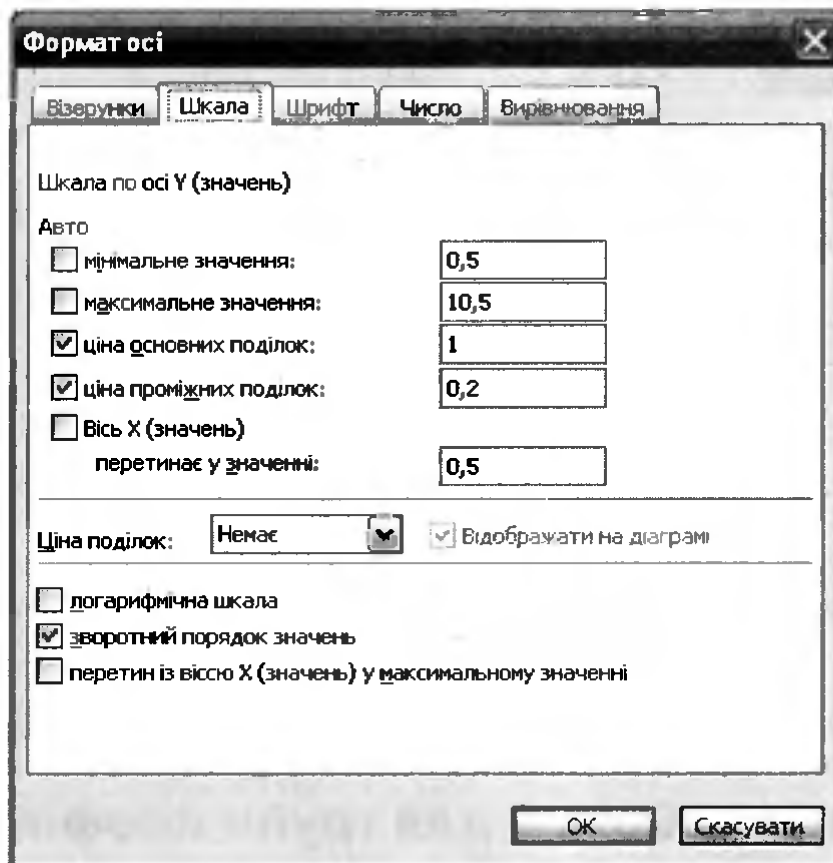 Формат осі
Візерунки Шкала Шрифт Число Вирівнювання
Шкала по осі Y (значень)
Авто
мінімальне значення: 0,5
максимальне значення: 10,5
ціна основних поділок: 1
ціна проміжних поділок: 0,2
Вісь X (значень)
перетинає у значенні: 0,5
Ціна поділок: Немає Відображати на діаграмі
логарифмічна шкала
зворотний порядок значень
перетин із віссю X (значень) у максимальному значенні
OK Скасувати